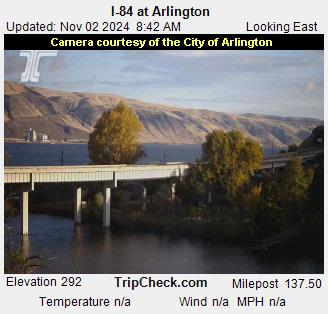 I-84 at Arlington
Updated: Nov 02 2024 8:42 AM Looking East
Camera courtesy of the City of Arlington
Elevation 292 TripCheck.com Milepost 137.50
Temperature n/a Wind n/a MPH n/a